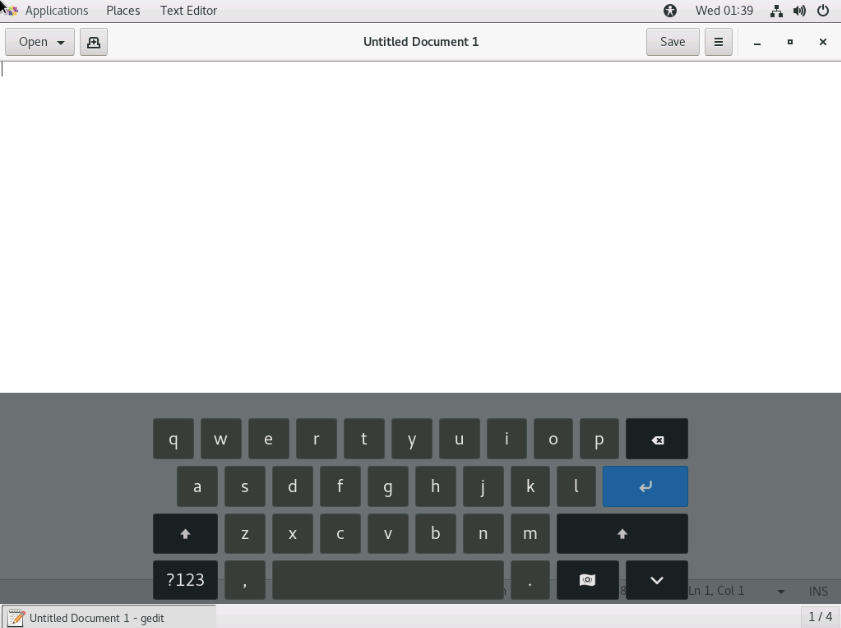 Applications Places Text Editor Wed 01:39
Open Untitled Document 1 Save
q w e r t y u i o p
a s d f g h j k l
z x c v b n m
?123 , . Ln 1, Col 1 INS
Untitled Document 1 - gedit 1 / 4